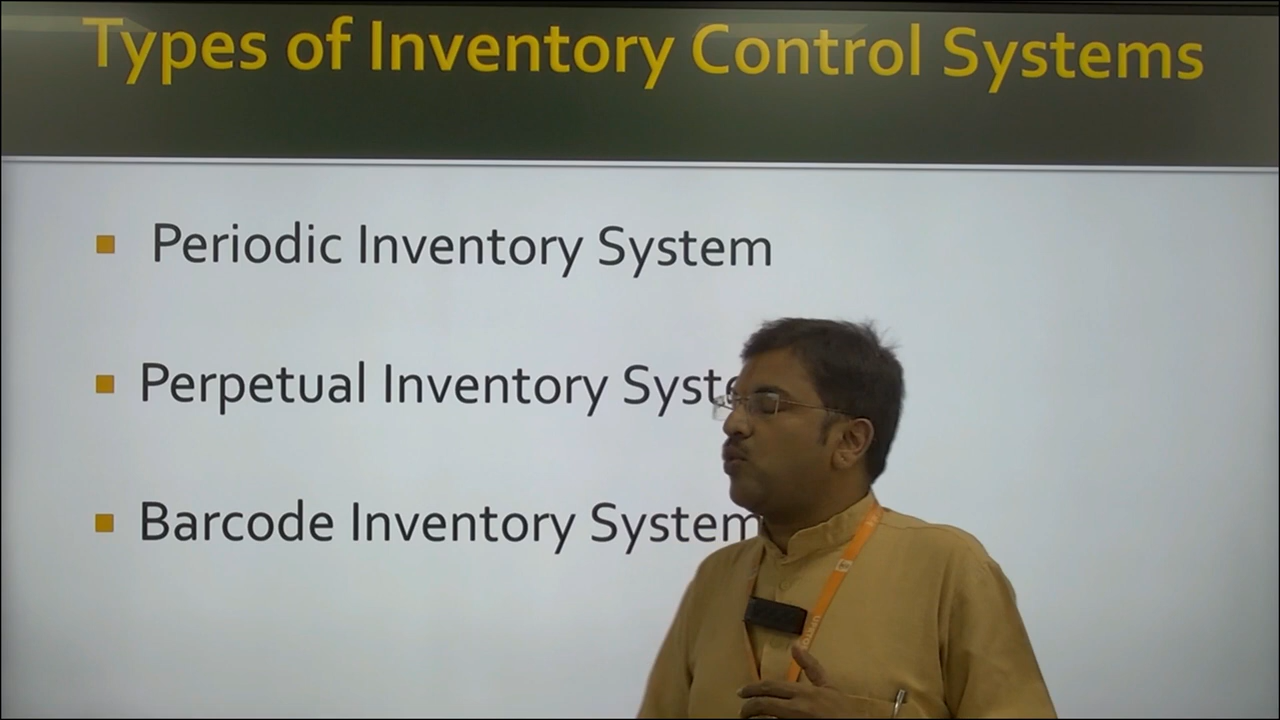 Types of Inventory Control Systems
Periodic Inventory System
Perpetual Inventory Syste
Barcode Inventory System